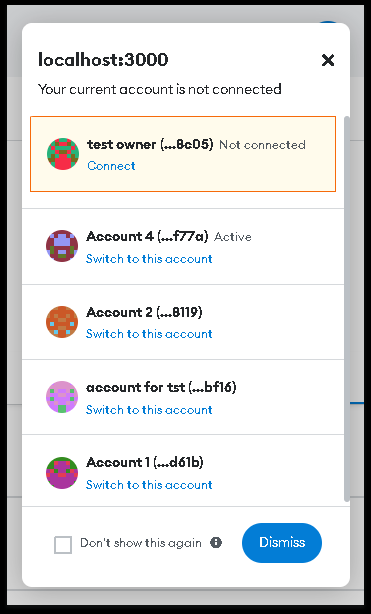 localhost:3000
Your current account is not connected
test owner (...8c05) Not connected
Connect
Account 4 (...f77a) Active
Switch to this account
Account 2 (...8119)
Switch to this account
account for tst (...bf16)
Switch to this account
Account 1 (...d61b)
Switch to this account
Don't show this again
Dismiss